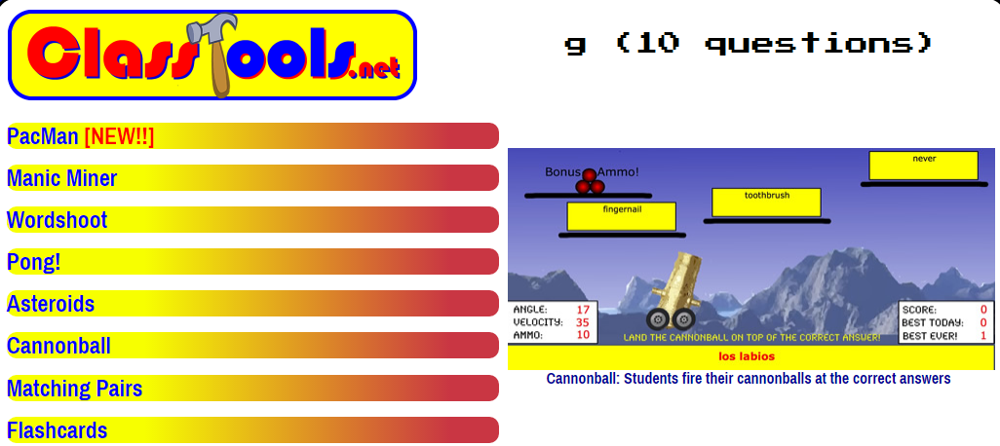 ClassTools.net
g (10 questions)
PacMan [NEW!!]
Manic Miner
Wordshoot
Pong!
Asteroids
Cannonball
Matching Pairs
Flashcards
never
Bonus Ammo!
toothbrush
fingernail
ANGLE: 17
VELOCITY: 35
AMMO: 10
SCORE: 0
BEST TODAY: 0
BEST EVER! 1
LAND THE CANNONBALL ON TOP OF THE CORRECT ANSWER!
los labios
Cannonball: Students fire their cannonballs at the correct answers